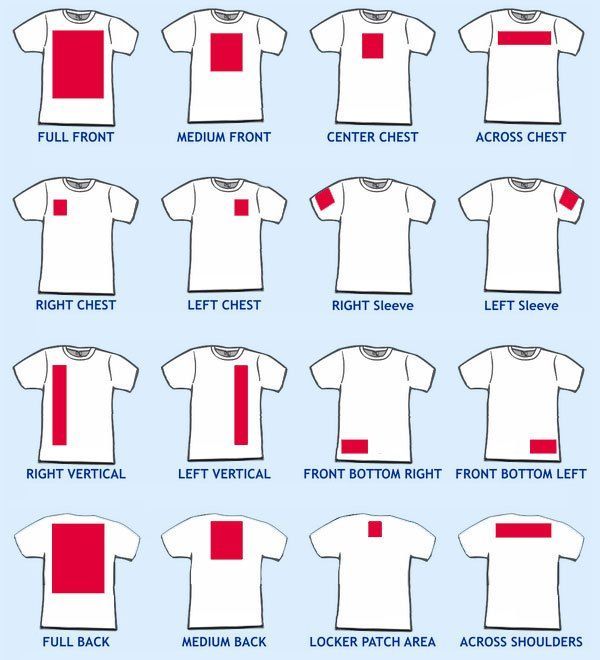 FULL FRONT
MEDIUM FRONT
CENTER CHEST
ACROSS CHEST
RIGHT CHEST
LEFT CHEST
RIGHT Sleeve
LEFT Sleeve
RIGHT VERTICAL
LEFT VERTICAL
FRONT BOTTOM RIGHT
FRONT BOTTOM LEFT
FULL BACK
MEDIUM BACK
LOCKER PATCH AREA
ACROSS SHOULDERS